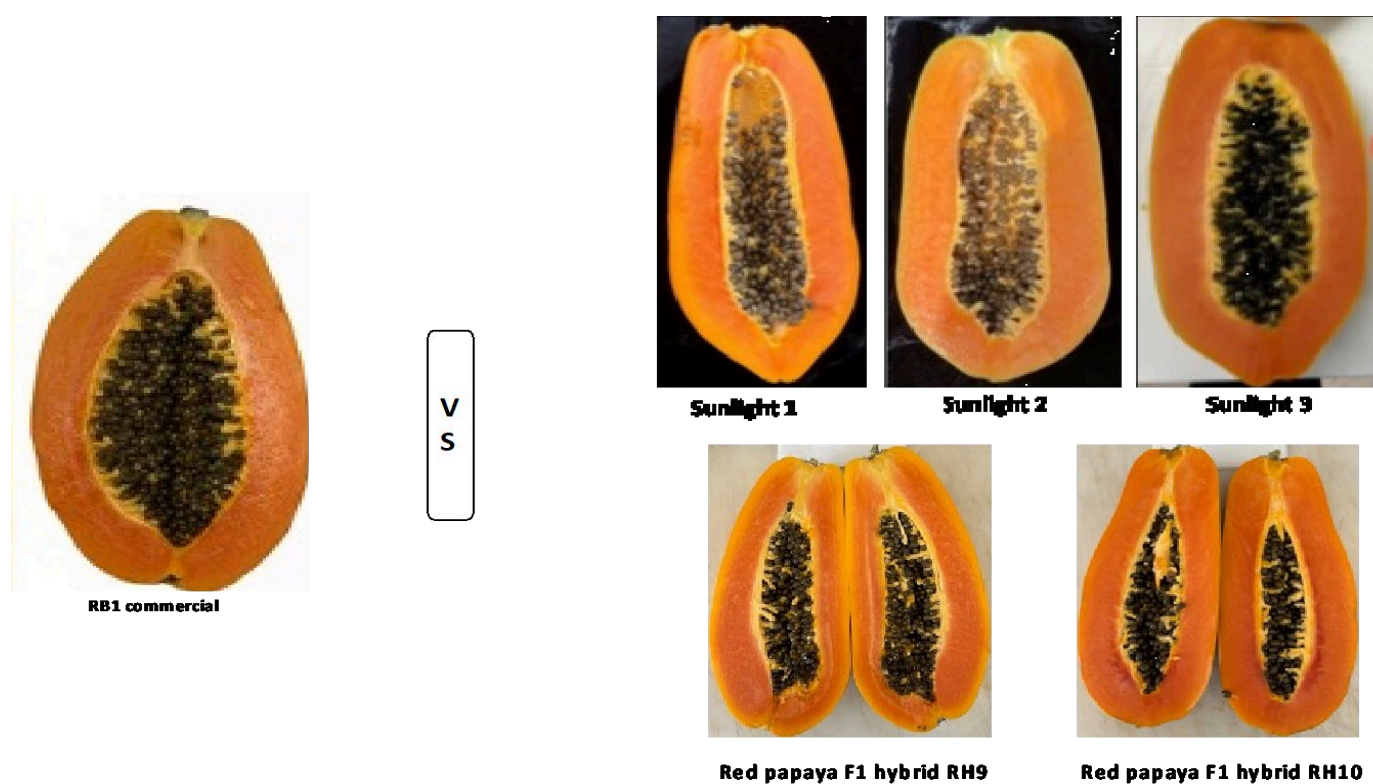 RB1 commercial
V
S
Sunlight 1
Sunlight 2
Sunlight 3
Red papaya F1 hybrid RH9
Red papaya F1 hybrid RH10